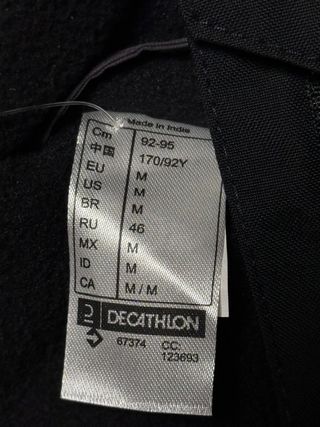 Made in India
Cm 92-95
中国 170/92Y
EU M
US M
BR M
RU 46
MX M
ID M
CA M / M
DECATHLON
67374 CC:
123693